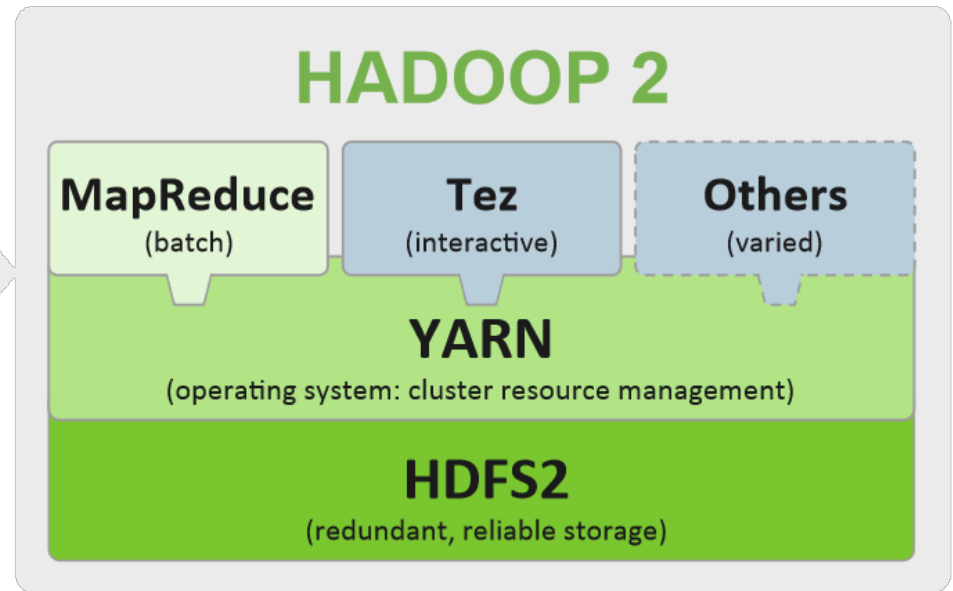 HADOOP 2
MapReduce
(batch)
Tez
(interactive)
Others
(varied)
YARN
(operating system: cluster resource management)
HDFS2
(redundant, reliable storage)